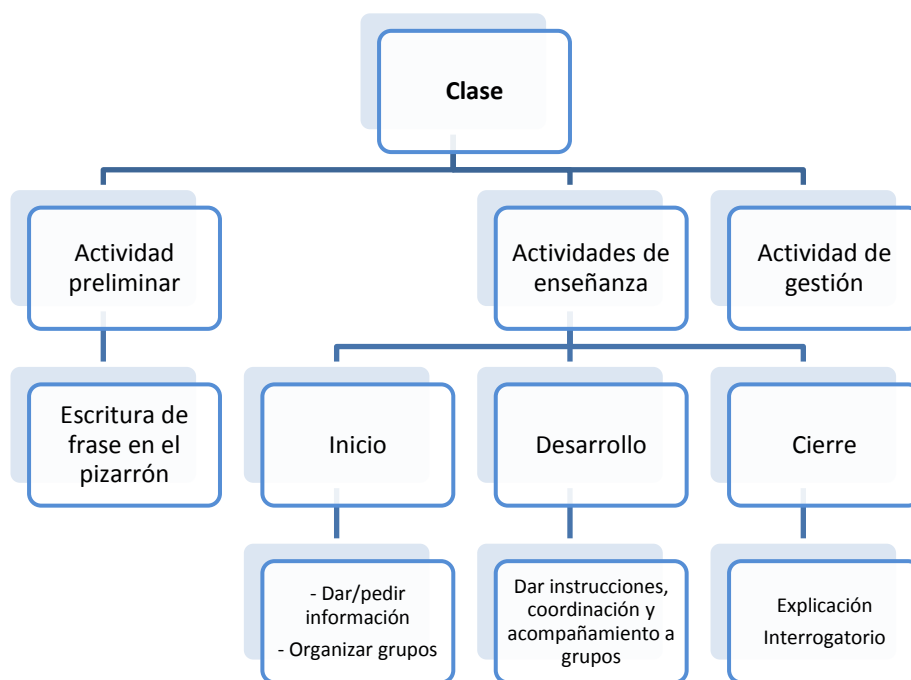 Clase
Actividad
preliminar
Actividades de
enseñanza
Actividad de
gestión
Escritura de
frase en el
pizarrón
Inicio
Desarrollo
Cierre
- Dar/pedir
información
- Organizar grupos
Dar instrucciones,
coordinación y
acompañamiento a
grupos
Explicación
Interrogatorio